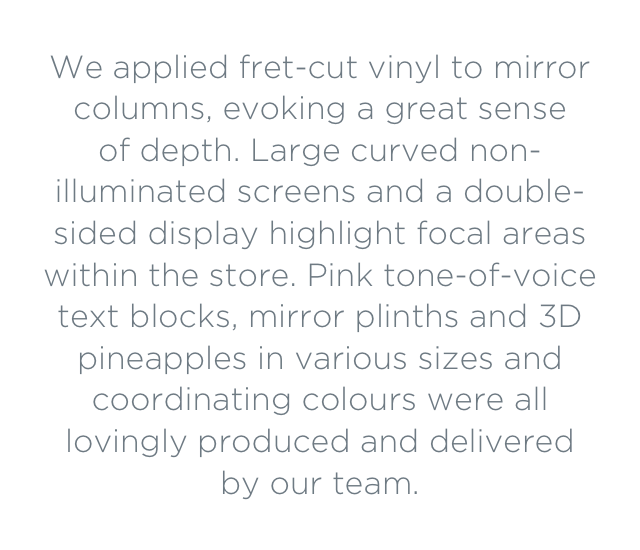 We applied fret-cut vinyl to mirror
columns, evoking a great sense
of depth. Large curved non-
illuminated screens and a double-
sided display highlight focal areas
within the store. Pink tone-of-voice
text blocks, mirror plinths and 3D
pineapples in various sizes and
coordinating colours were all
lovingly produced and delivered
by our team.